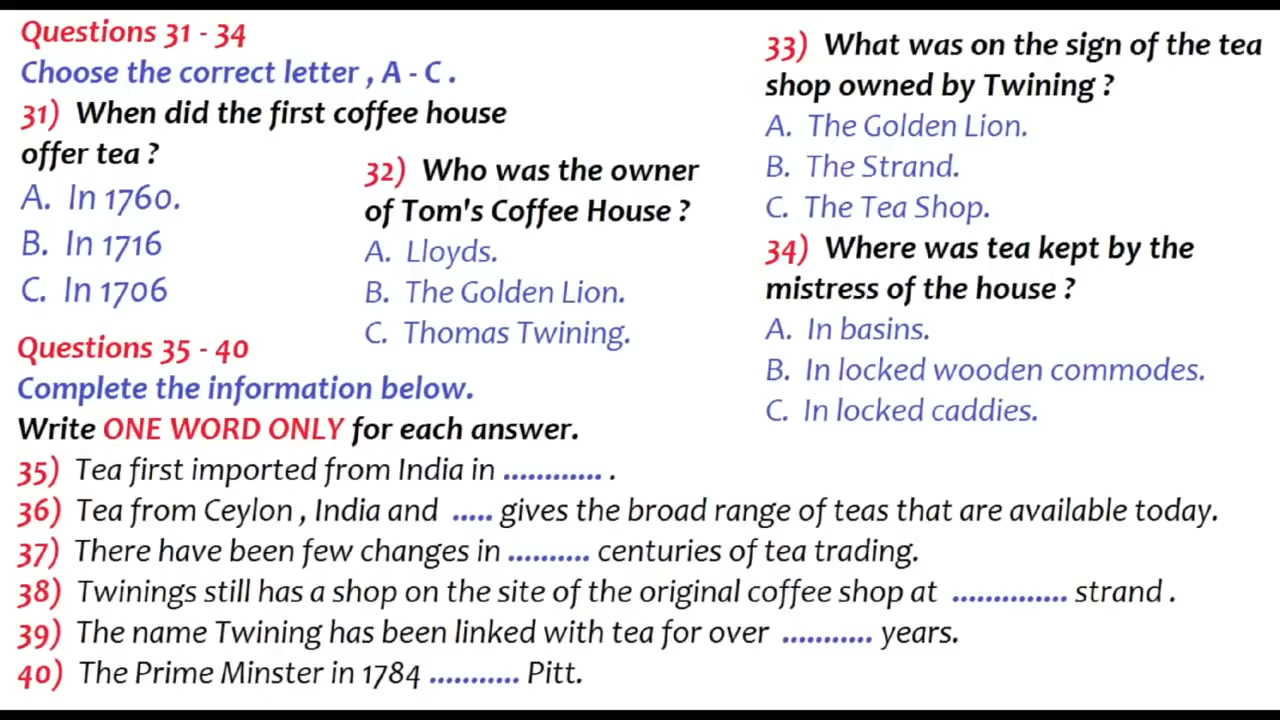 Questions 31 - 34
Choose the correct letter , A - C .
31) When did the first coffee house
offer tea ?
A. In 1760.
B. In 1716
C. In 1706
32) Who was the owner
of Tom's Coffee House ?
A. Lloyds.
B. The Golden Lion.
C. Thomas Twining.
33) What was on the sign of the tea
shop owned by Twining ?
A. The Golden Lion.
B. The Strand.
C. The Tea Shop.
34) Where was tea kept by the
mistress of the house ?
A. In basins.
B. In locked wooden commodes.
C. In locked caddies.
Questions 35 - 40
Complete the information below.
Write ONE WORD ONLY for each answer.
35) Tea first imported from India in ............ .
36) Tea from Ceylon , India and ..... gives the broad range of teas that are available today.
37) There have been few changes in .......... centuries of tea trading.
38) Twinings still has a shop on the site of the original coffee shop at .............. strand .
39) The name Twining has been linked with tea for over ........... years.
40) The Prime Minster in 1784 ........... Pitt.